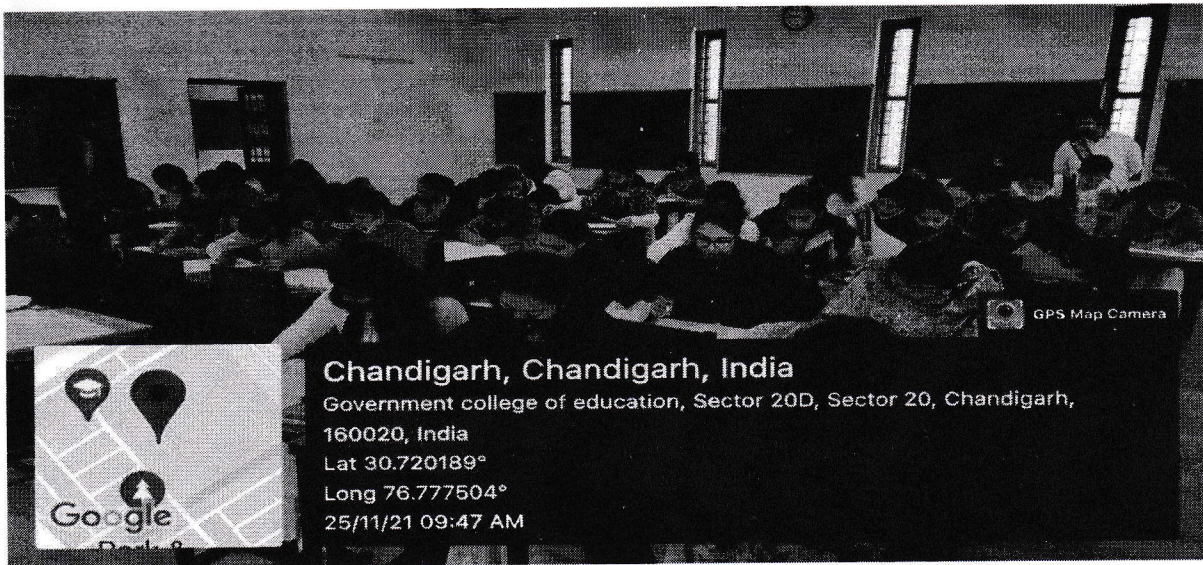 GPS Map Camera
Chandigarh, Chandigarh, India
Government college of education, Sector 20D, Sector 20, Chandigarh,
160020, India
Lat 30.720189°
Long 76.777504°
25/11/21 09:47 AM
Google